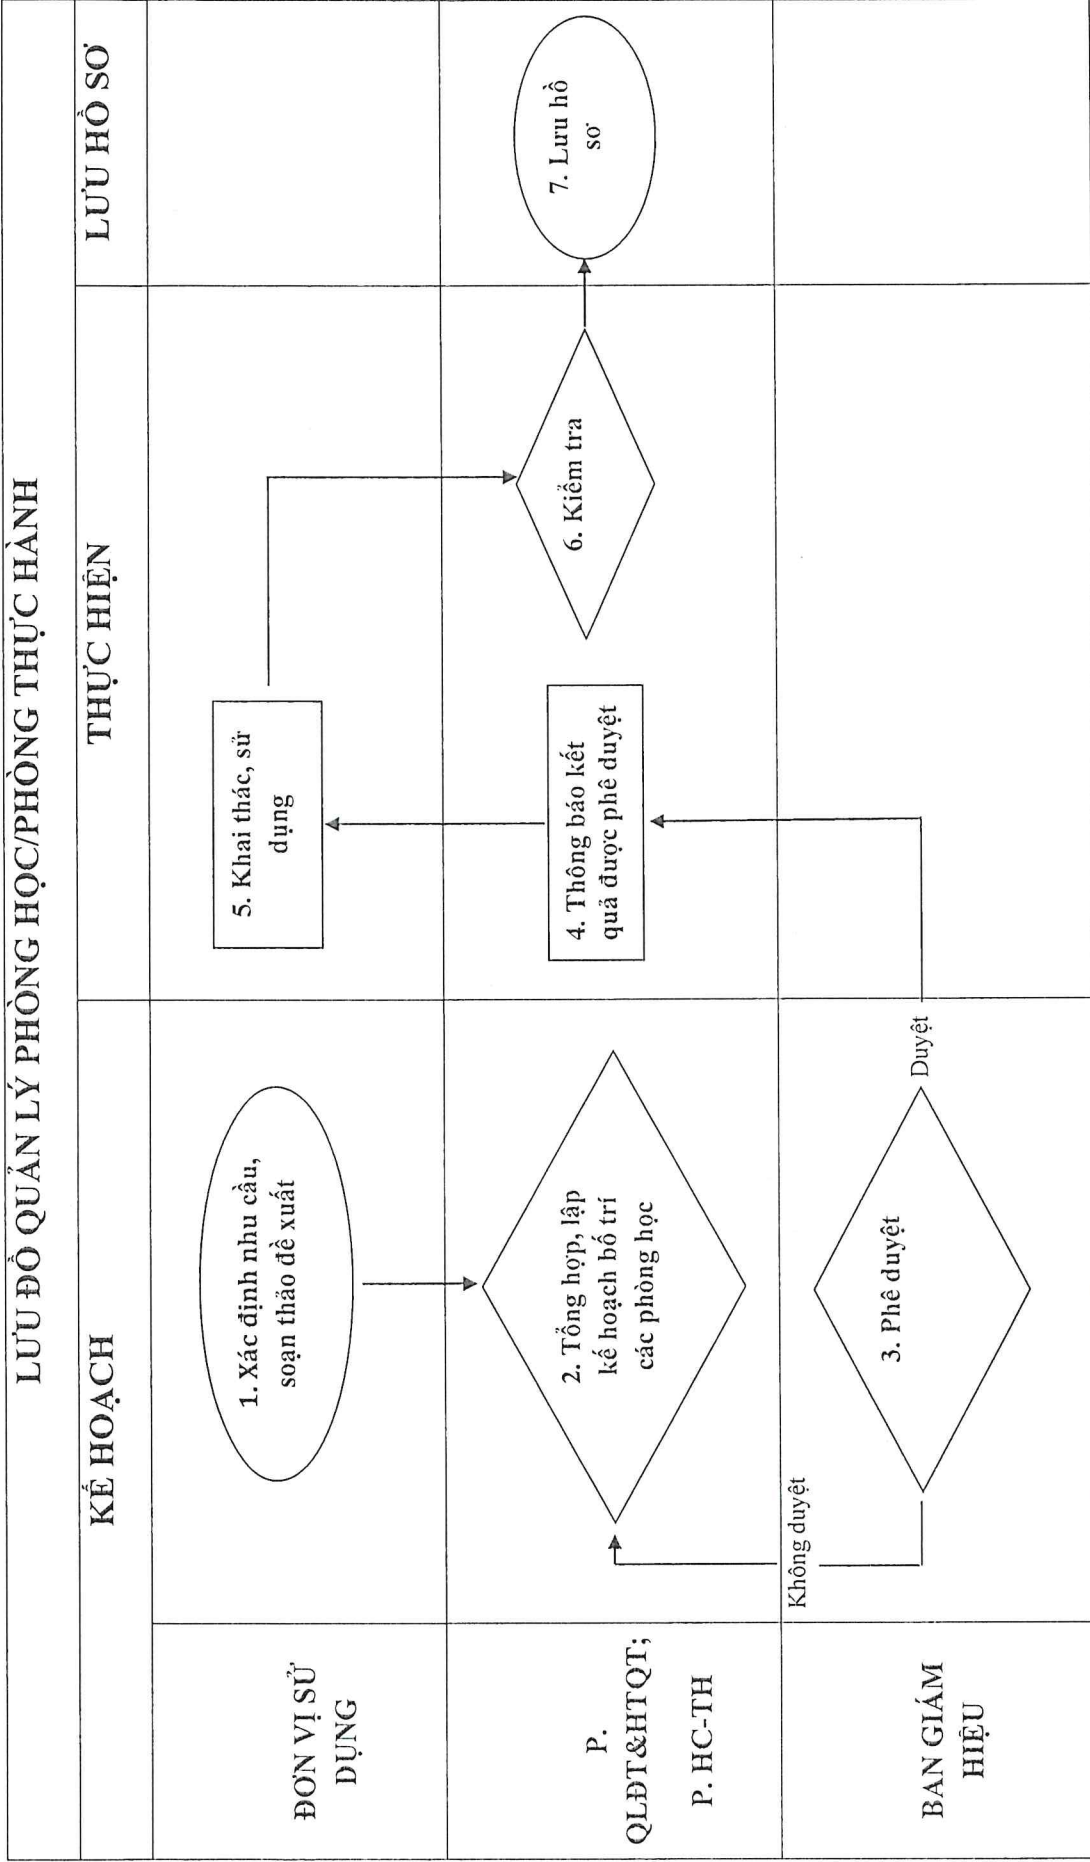 LƯU ĐỒ QUẢN LÝ PHÒNG HỌC/PHÒNG THỰC HÀNH
KẾ HOẠCH
THỰC HIỆN
LƯU HỒ SƠ
ĐƠN VỊ SỬ
DỤNG
1. Xác định nhu cầu,
soạn thảo đề xuất
5. Khai thác, sử
dụng
P.
QLĐT&HTQT;
P. HC-TH
2. Tổng hợp, lập
kế hoạch bố trí
các phòng học
4. Thông báo kết
quả được phê duyệt
6. Kiểm tra
7. Lưu hồ
sơ
BAN GIÁM
HIỆU
Không duyệt
3. Phê duyệt
Duyệt